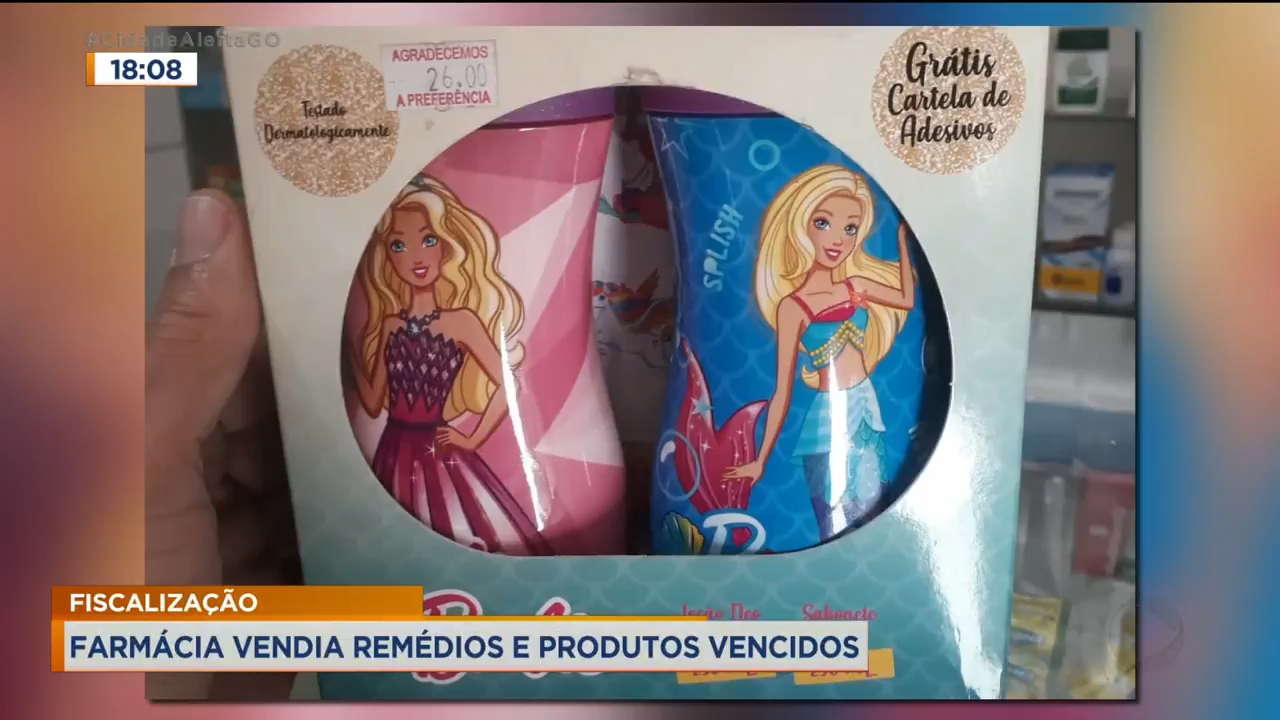 #CidadeAlertaGO
18:08
Testado
Dermatologicamente
AGRADECEMOS
26.00
A PREFERÊNCIA
Grátis
Cartela de
Adesivos
SPLISH
FISCALIZAÇÃO
FARMÁCIA VENDIA REMÉDIOS E PRODUTOS VENCIDOS
Sabonete